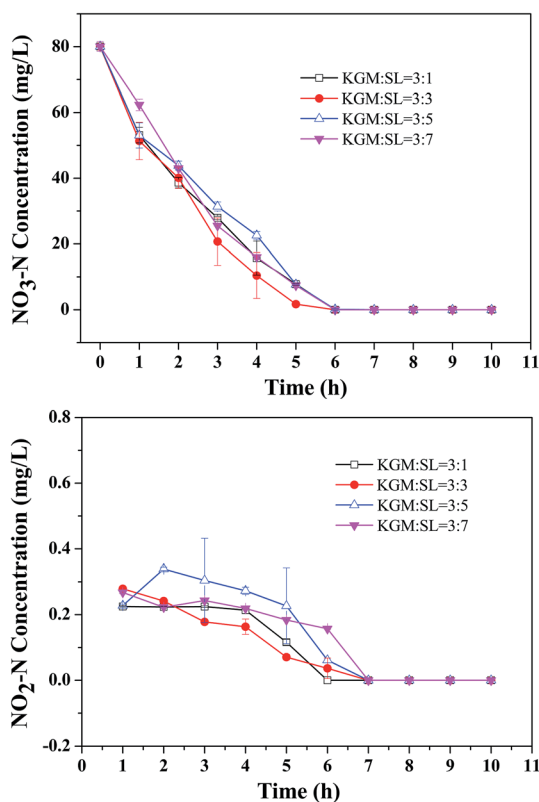 80
60
40
20
0
NO3-N Concentration (mg/L)
KGM:SL=3:1
KGM:SL=3:3
KGM:SL=3:5
KGM:SL=3:7
0 1 2 3 4 5 6 7 8 9 10 11
Time (h)
0.8
0.6
0.4
0.2
0.0
-0.2
NO2-N Concentration (mg/L)
KGM:SL=3:1
KGM:SL=3:3
KGM:SL=3:5
KGM:SL=3:7
1 2 3 4 5 6 7 8 9 10 11
Time (h)